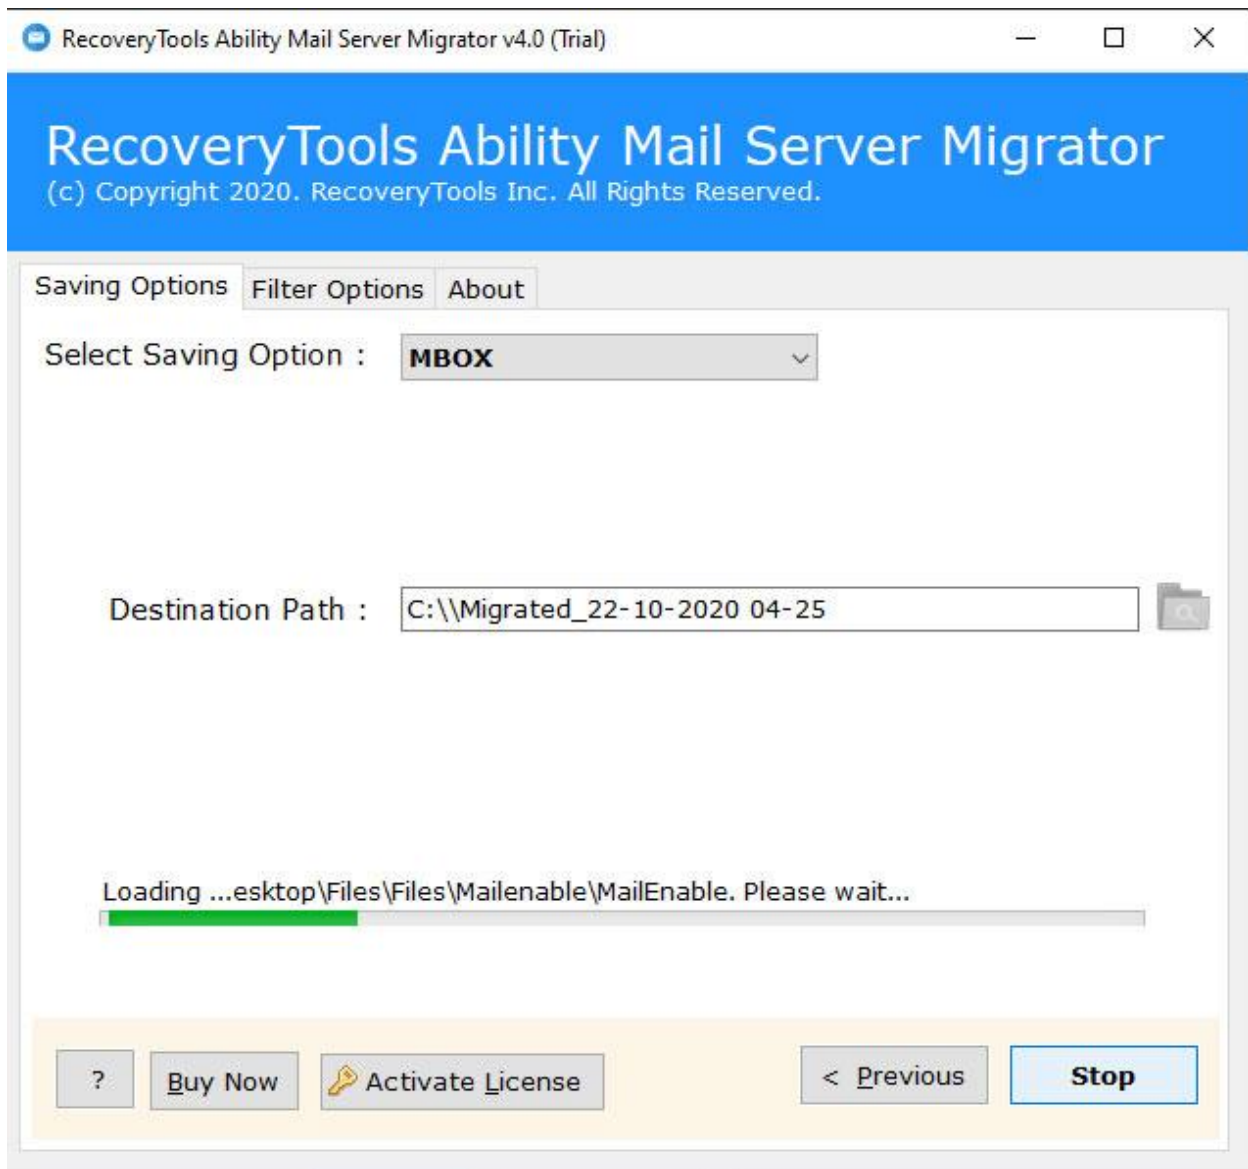 RecoveryTools Ability Mail Server Migrator v4.0 (Trial)
RecoveryTools Ability Mail Server Migrator
(c) Copyright 2020. RecoveryTools Inc. All Rights Reserved.
Saving Options Filter Options About
Select Saving Option : MBOX
Destination Path : C:\\Migrated_22-10-2020 04-25
Loading ...esktop\Files\Files\Mailenable\MailEnable. Please wait...
? Buy Now Activate License < Previous Stop